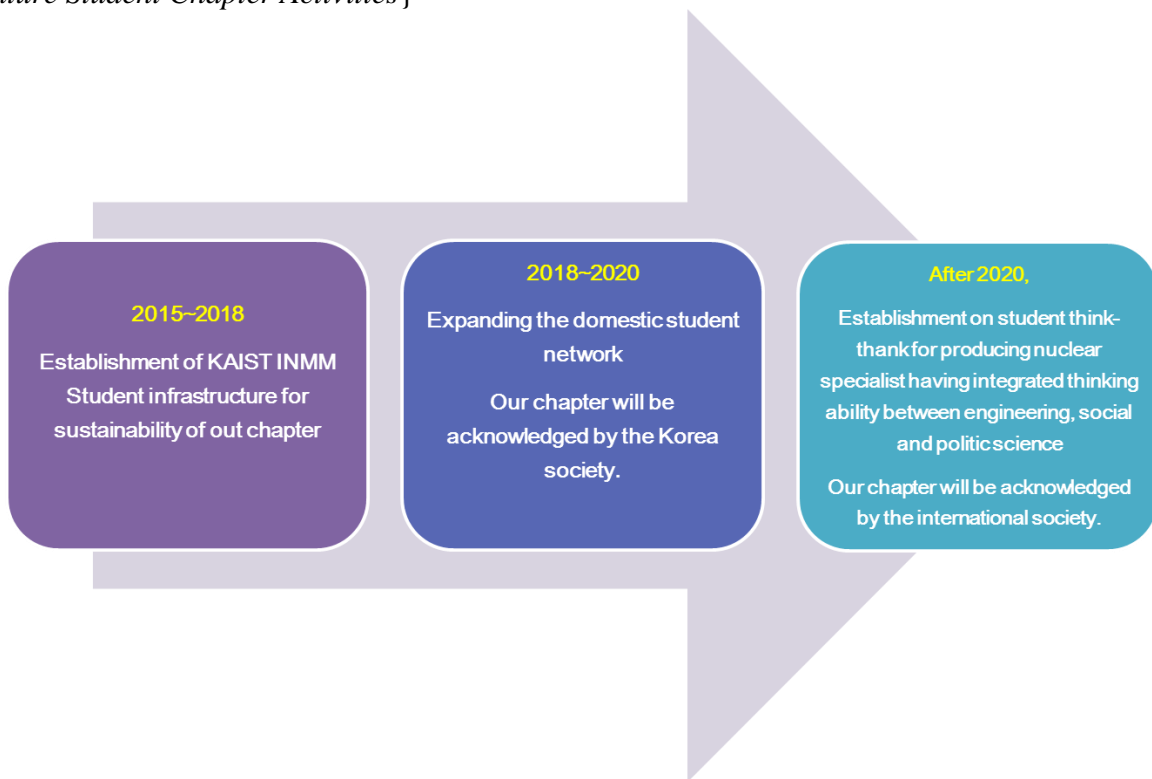 Student Chapter Activities}
2015~2018
Establishment of KAIST INMM
Student infrastructure for
sustainability of out chapter
2018~2020
Expanding the domestic student
network
Our chapter will be
acknowledged by the Korea
society.
After 2020,
Establishment on student think-
thank for producing nuclear
specialist having integrated thinking
ability between engineering, social
and politic science
Our chapter will be acknowledged
by the international society.